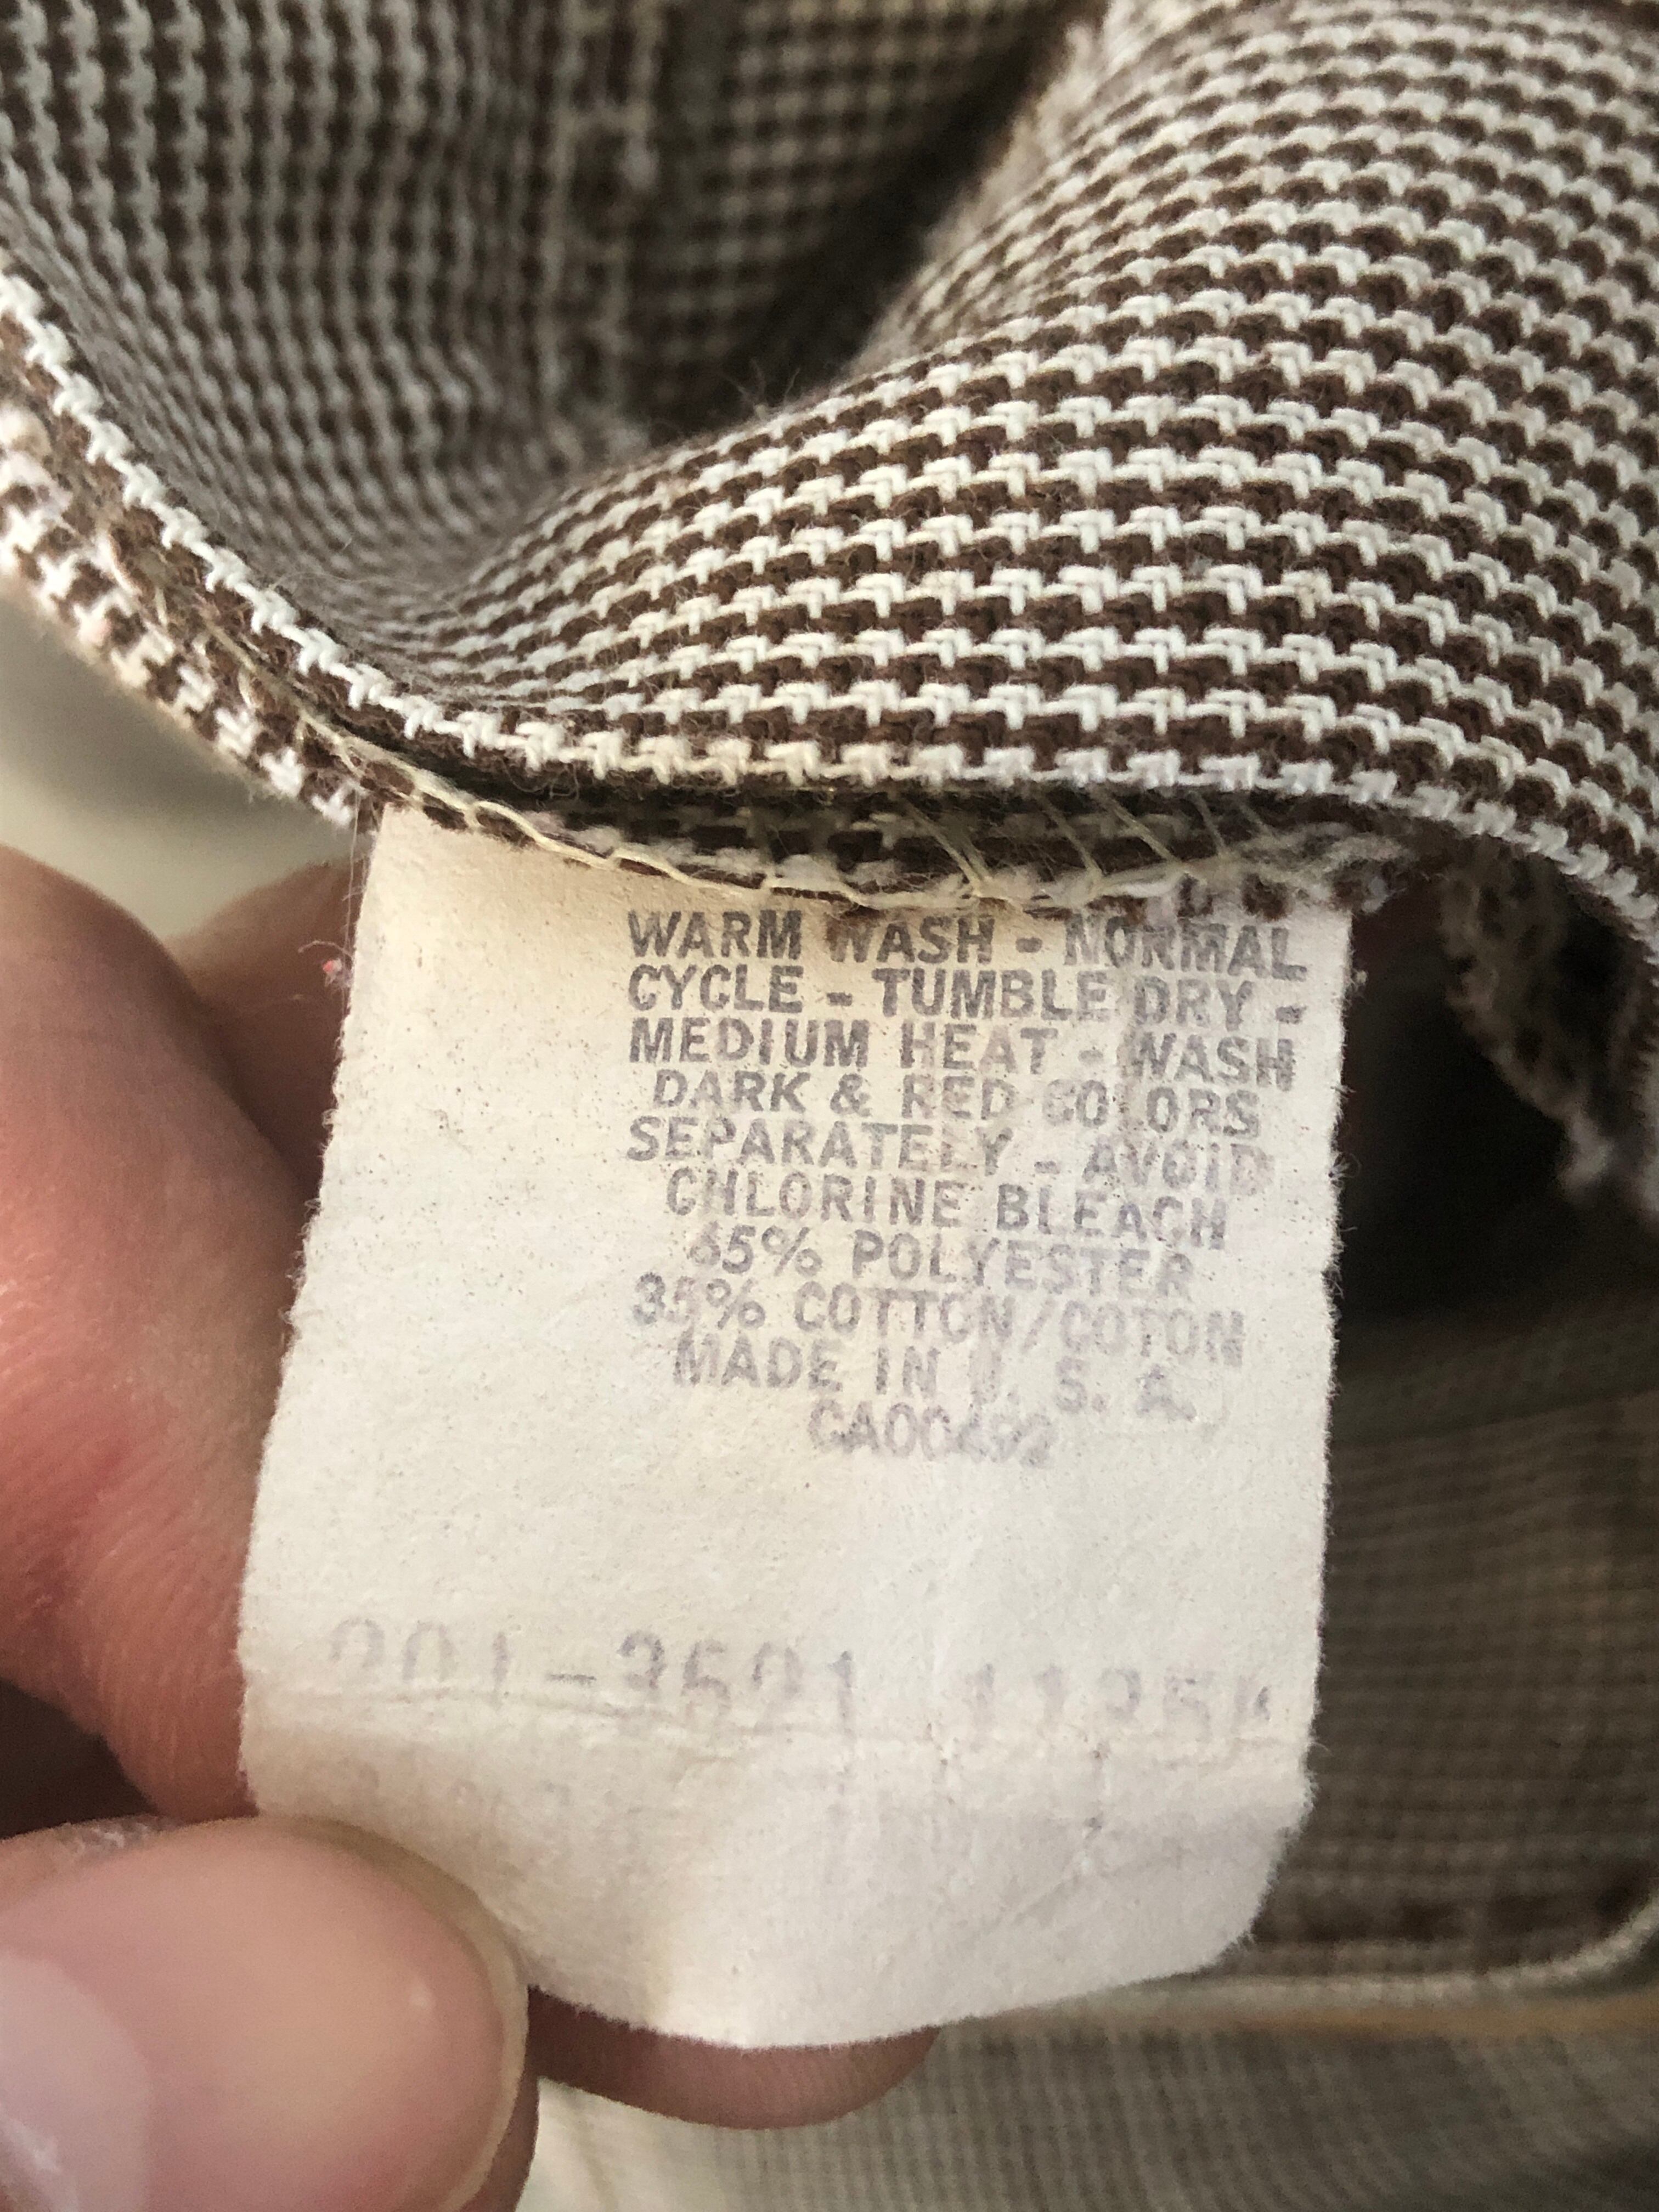 WARM WASH - NORMAL
CYCLE - TUMBLE DRY -
MEDIUM HEAT - WASH
DARK & RED COLORS
SEPARATELY - AVOID
CHLORINE BLEACH
65% POLYESTER
35% COTTON/COTON
MADE IN U. S. A.
CA00492